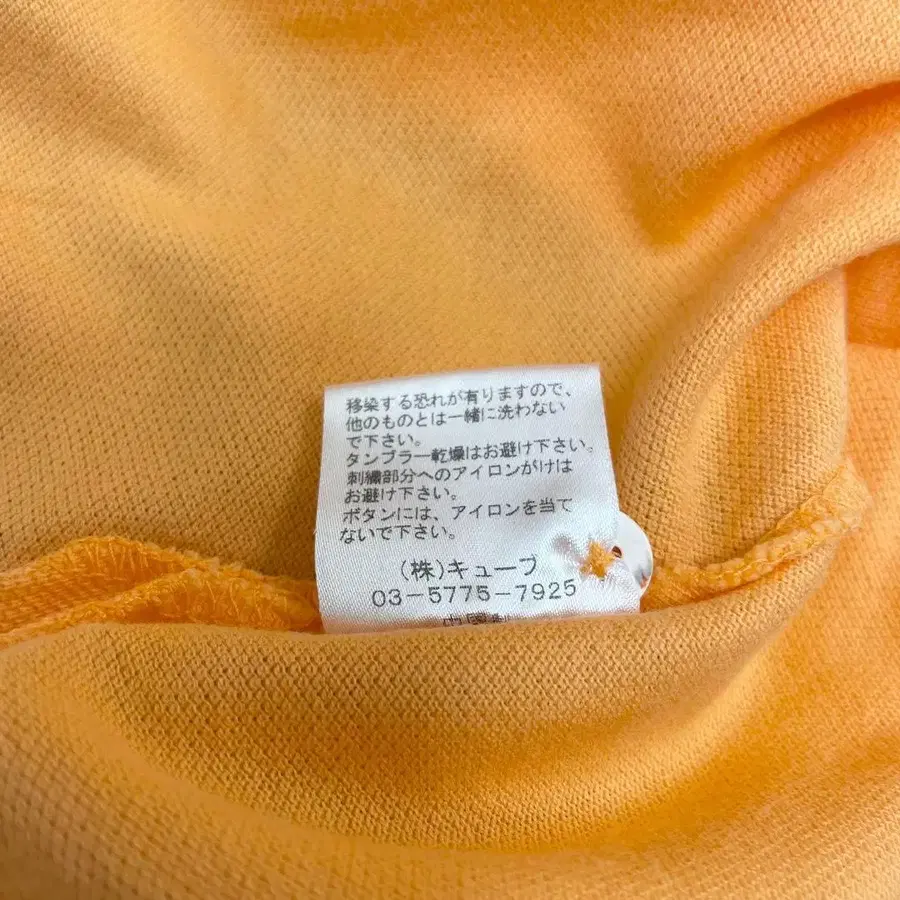 移染する恐れが有りますので、
他のものとは一緒に洗わない
で下さい。
タンブラー乾燥はお避け下さい。
刺繍部分へのアイロンがけは
お避け下さい。
ボタンには、アイロンを当て
ないで下さい。
(株)キューブ
03-5775-7925